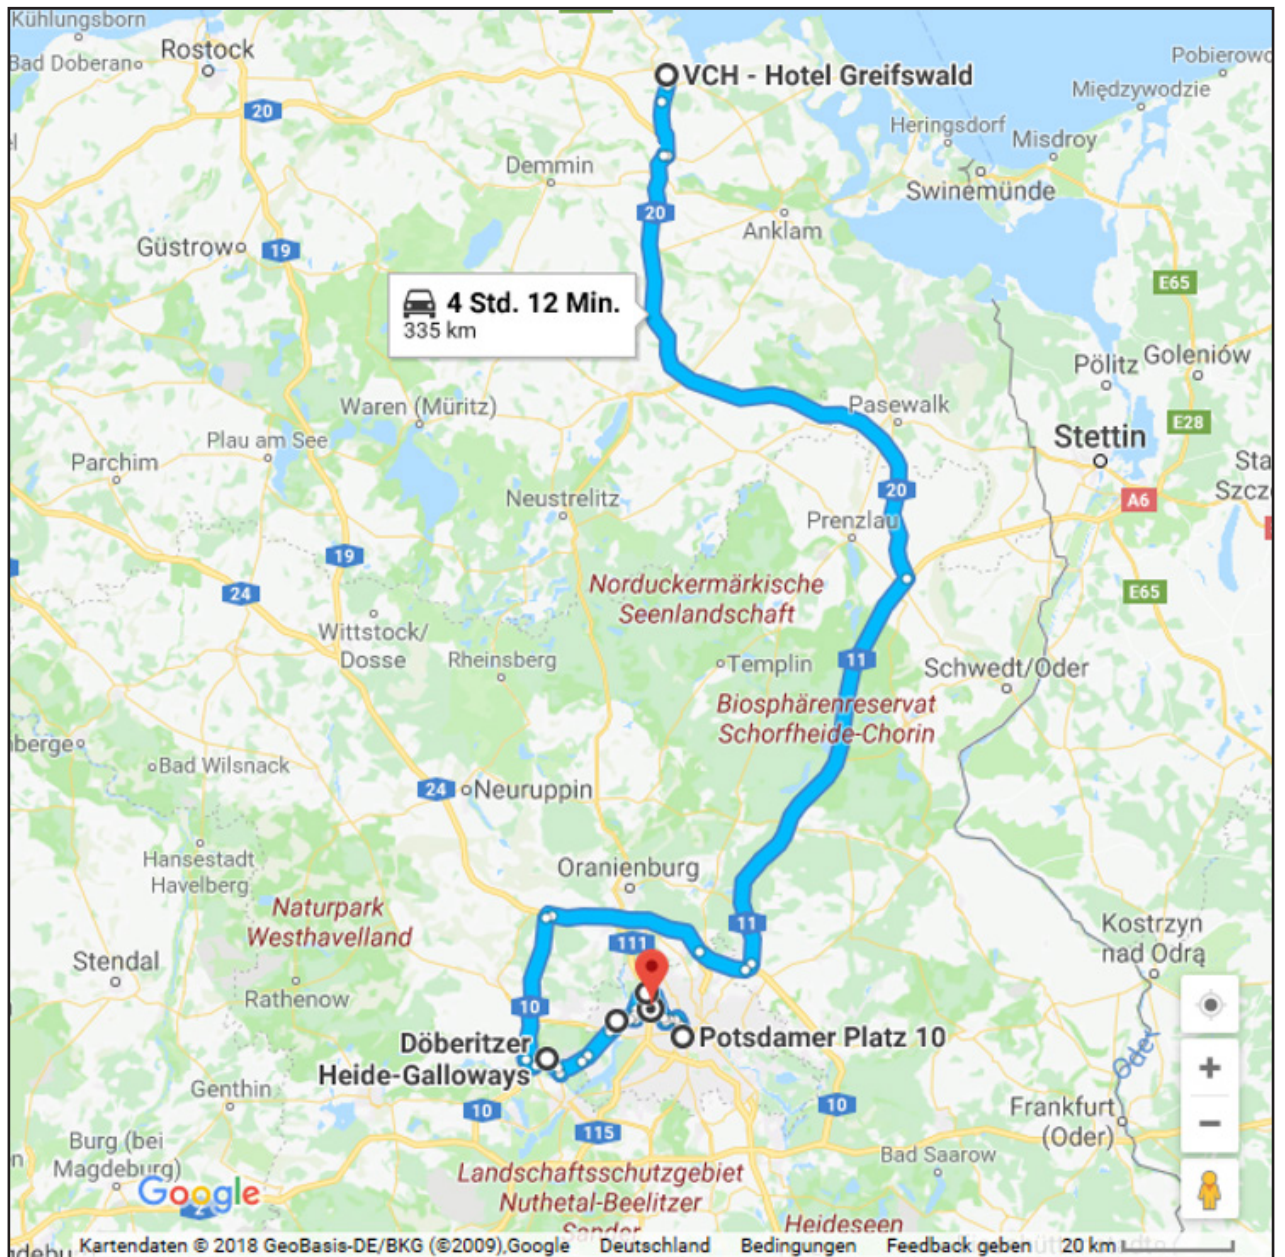 Kühlungsborn
Rostock
Bad Doberan
20
VCH - Hotel Greifswald
Pobierowo
Międzywodzie
Heringsdorf
Misdroy
Demmin
Swinemünde
20
Anklam
Güstrow
19
E65
4 Std. 12 Min.
335 km
Pölitz
Goleniów
Waren (Müritz)
Pasewalk
E28
Plau am See
Stettin
Parchim
20
A6
Neustrelitz
Prenzlau
19
Norduckermärkische
Seenlandschaft
24
E65
Wittstock/
Dosse
Rheinsberg
Templin
11
Schwedt/Oder
Biosphärenreservat
Schorfheide-Chorin
Bad Wilsnack
24
Neuruppin
Hansestadt
Havelberg
Oranienburg
Naturpark
Westhavelland
11
111
Kostrzyn
nad Odrą
Stendal
Rathenow
10
Potsdamer Platz 10
Döberitzer
Heide-Galloways
Oder
Genthin
10
10
115
Frankfurt
(Oder)
Burg (bei
Magdeburg)
Bad Saarow
Landschaftsschutzgebiet
Nuthetal-Beelitzer
Sander
Heideseen
Google
2
Kartendaten © 2018 GeoBasis-DE/BKG (©2009),Google Deutschland Bedingungen Feedback geben 20 km